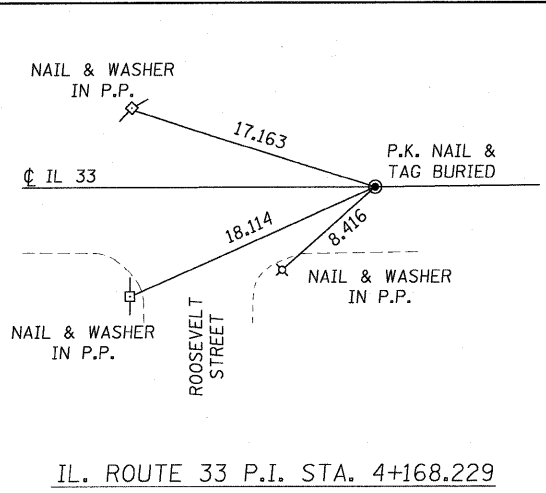 NAIL & WASHER
IN P.P.
17.163
P.K. NAIL &
TAG BURIED
℄ IL 33
18.114
8.416
NAIL & WASHER
IN P.P.
NAIL & WASHER
IN P.P.
ROOSEVELT
STREET
IL. ROUTE 33 P.I. STA. 4+168.229